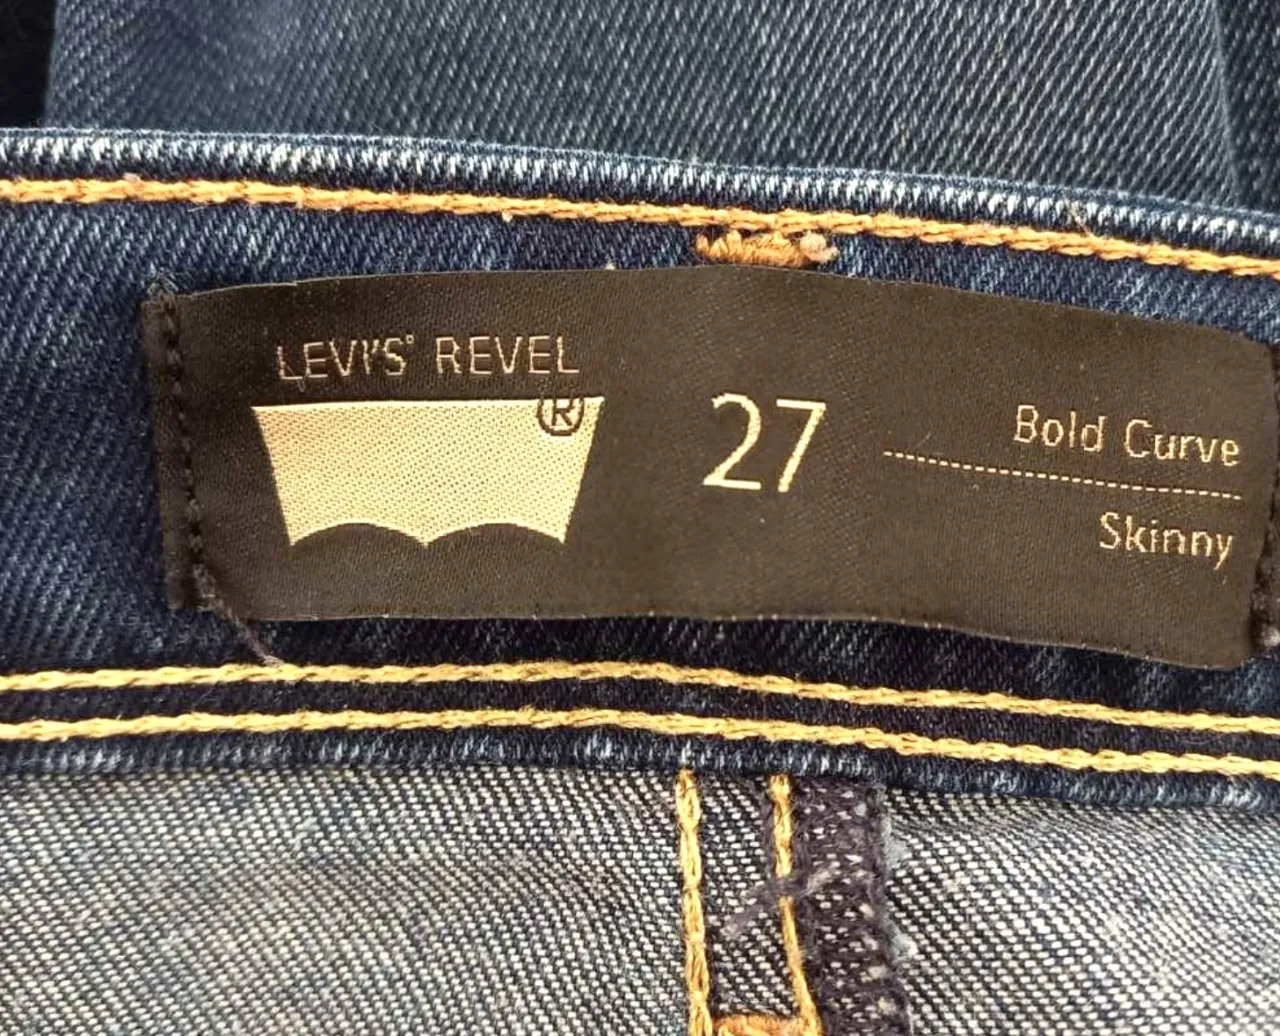 LEVI'S® REVEL
®
27
Bold Curve
Skinny